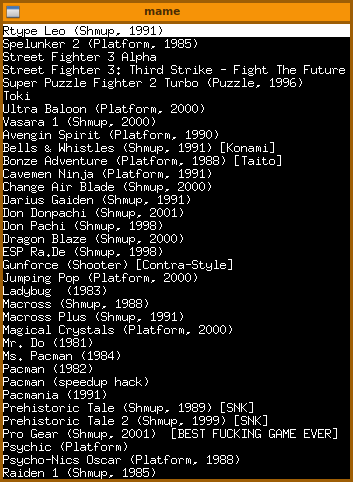 mame
Rtype Leo (Shmup, 1991)
Spelunker 2 (Platform, 1985)
Street Fighter 3 Alpha
Street Fighter 3: Third Strike - Fight The Future
Super Puzzle Fighter 2 Turbo (Puzzle, 1996)
Toki
Ultra Baloon (Platform, 2000)
Vasara 1 (Shmup, 2000)
Avengin Spirit (Platform, 1990)
Bells & Whistles (Shmup, 1991) [Konami]
Bonze Adventure (Platform, 1988) [Taito]
Cavemen Ninja (Platform, 1991)
Change Air Blade (Shmup, 2000)
Darius Gaiden (Shmup, 1991)
Don Donpachi (Shmup, 2001)
Don Pachi (Shmup, 1998)
Dragon Blaze (Shmup, 2000)
ESP Ra.De (Shmup, 1998)
Gunforce (Shooter) [Contra-Style]
Jumping Pop (Platform, 2000)
Ladybug  (1983)
Macross (Shmup, 1988)
Macross Plus (Shmup, 1991)
Magical Crystals (Platform, 2000)
Mr. Do (1981)
Ms. Pacman (1984)
Pacman (1982)
Pacman (speedup hack)
Pacmania (1991)
Prehistoric Tale (Shmup, 1989) [SNK]
Prehistoric Tale 2 (Shmup, 1999) [SNK]
Pro Gear (Shmup, 2001)  [BEST FUCKING GAME EVER]
Psychic (Platform)
Psycho-Nics Oscar (Platform, 1988)
Raiden 1 (Shmup, 1985)